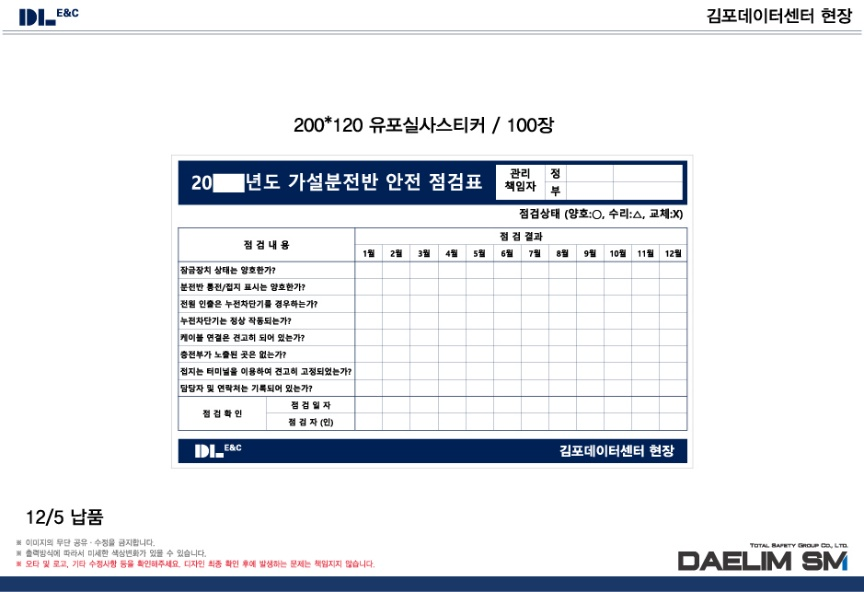 DL E&C
김포데이터센터 현장
200*120 유포실사스티커 / 100장
20 년도 가설분전반 안전 점검표
관리 책임자 정 부
점검상태 (양호:○, 수리:△, 교체:X)
점 검 내 용
점 검 결과
1월 2월 3월 4월 5월 6월 7월 8월 9월 10월 11월 12월
잠금장치 상태는 양호한가?
분전반 통전/접지 표시는 양호한가?
전원 인출은 누전차단기를 경유하는가?
누전차단기는 정상 작동되는가?
케이블 연결은 견고히 되어 있는가?
충전부가 노출된 곳은 없는가?
접지는 터미널을 이용하여 견고히 고정되었는가?
담당자 및 연락처는 기록되어 있는가?
점 검 확 인
점 검 일 자
점 검 자 (인)
DL E&C
김포데이터센터 현장
12/5 납품
※ 이미지의 무단 공유 · 수정을 금지합니다.
※ 출력방식에 따라서 미세한 색상변화가 있을 수 있습니다.
※ 오타 및 로고, 기타 수정사항 등을 확인해주세요. 디자인 최종 확인 후에 발생하는 문제는 책임지지 않습니다.
TOTAL SAFETY GROUP CO., LTD.
DAELIM SM